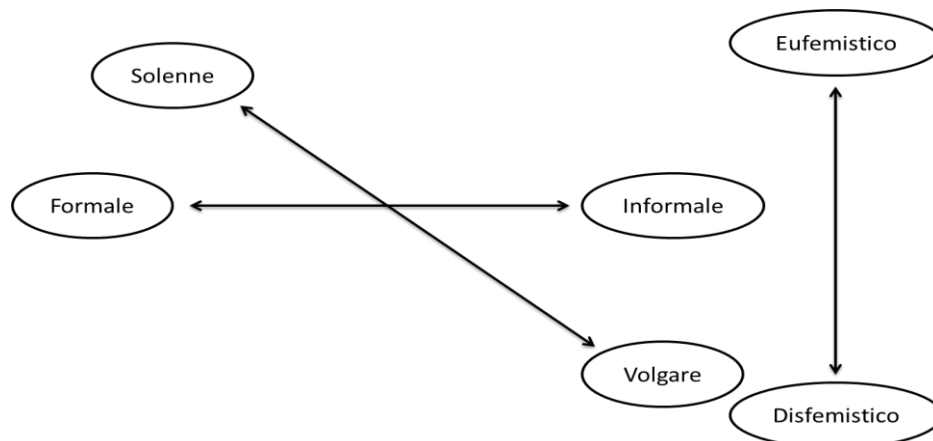 Eufemistico
Solenne
Formale
Informale
Volgare
Disfemistico